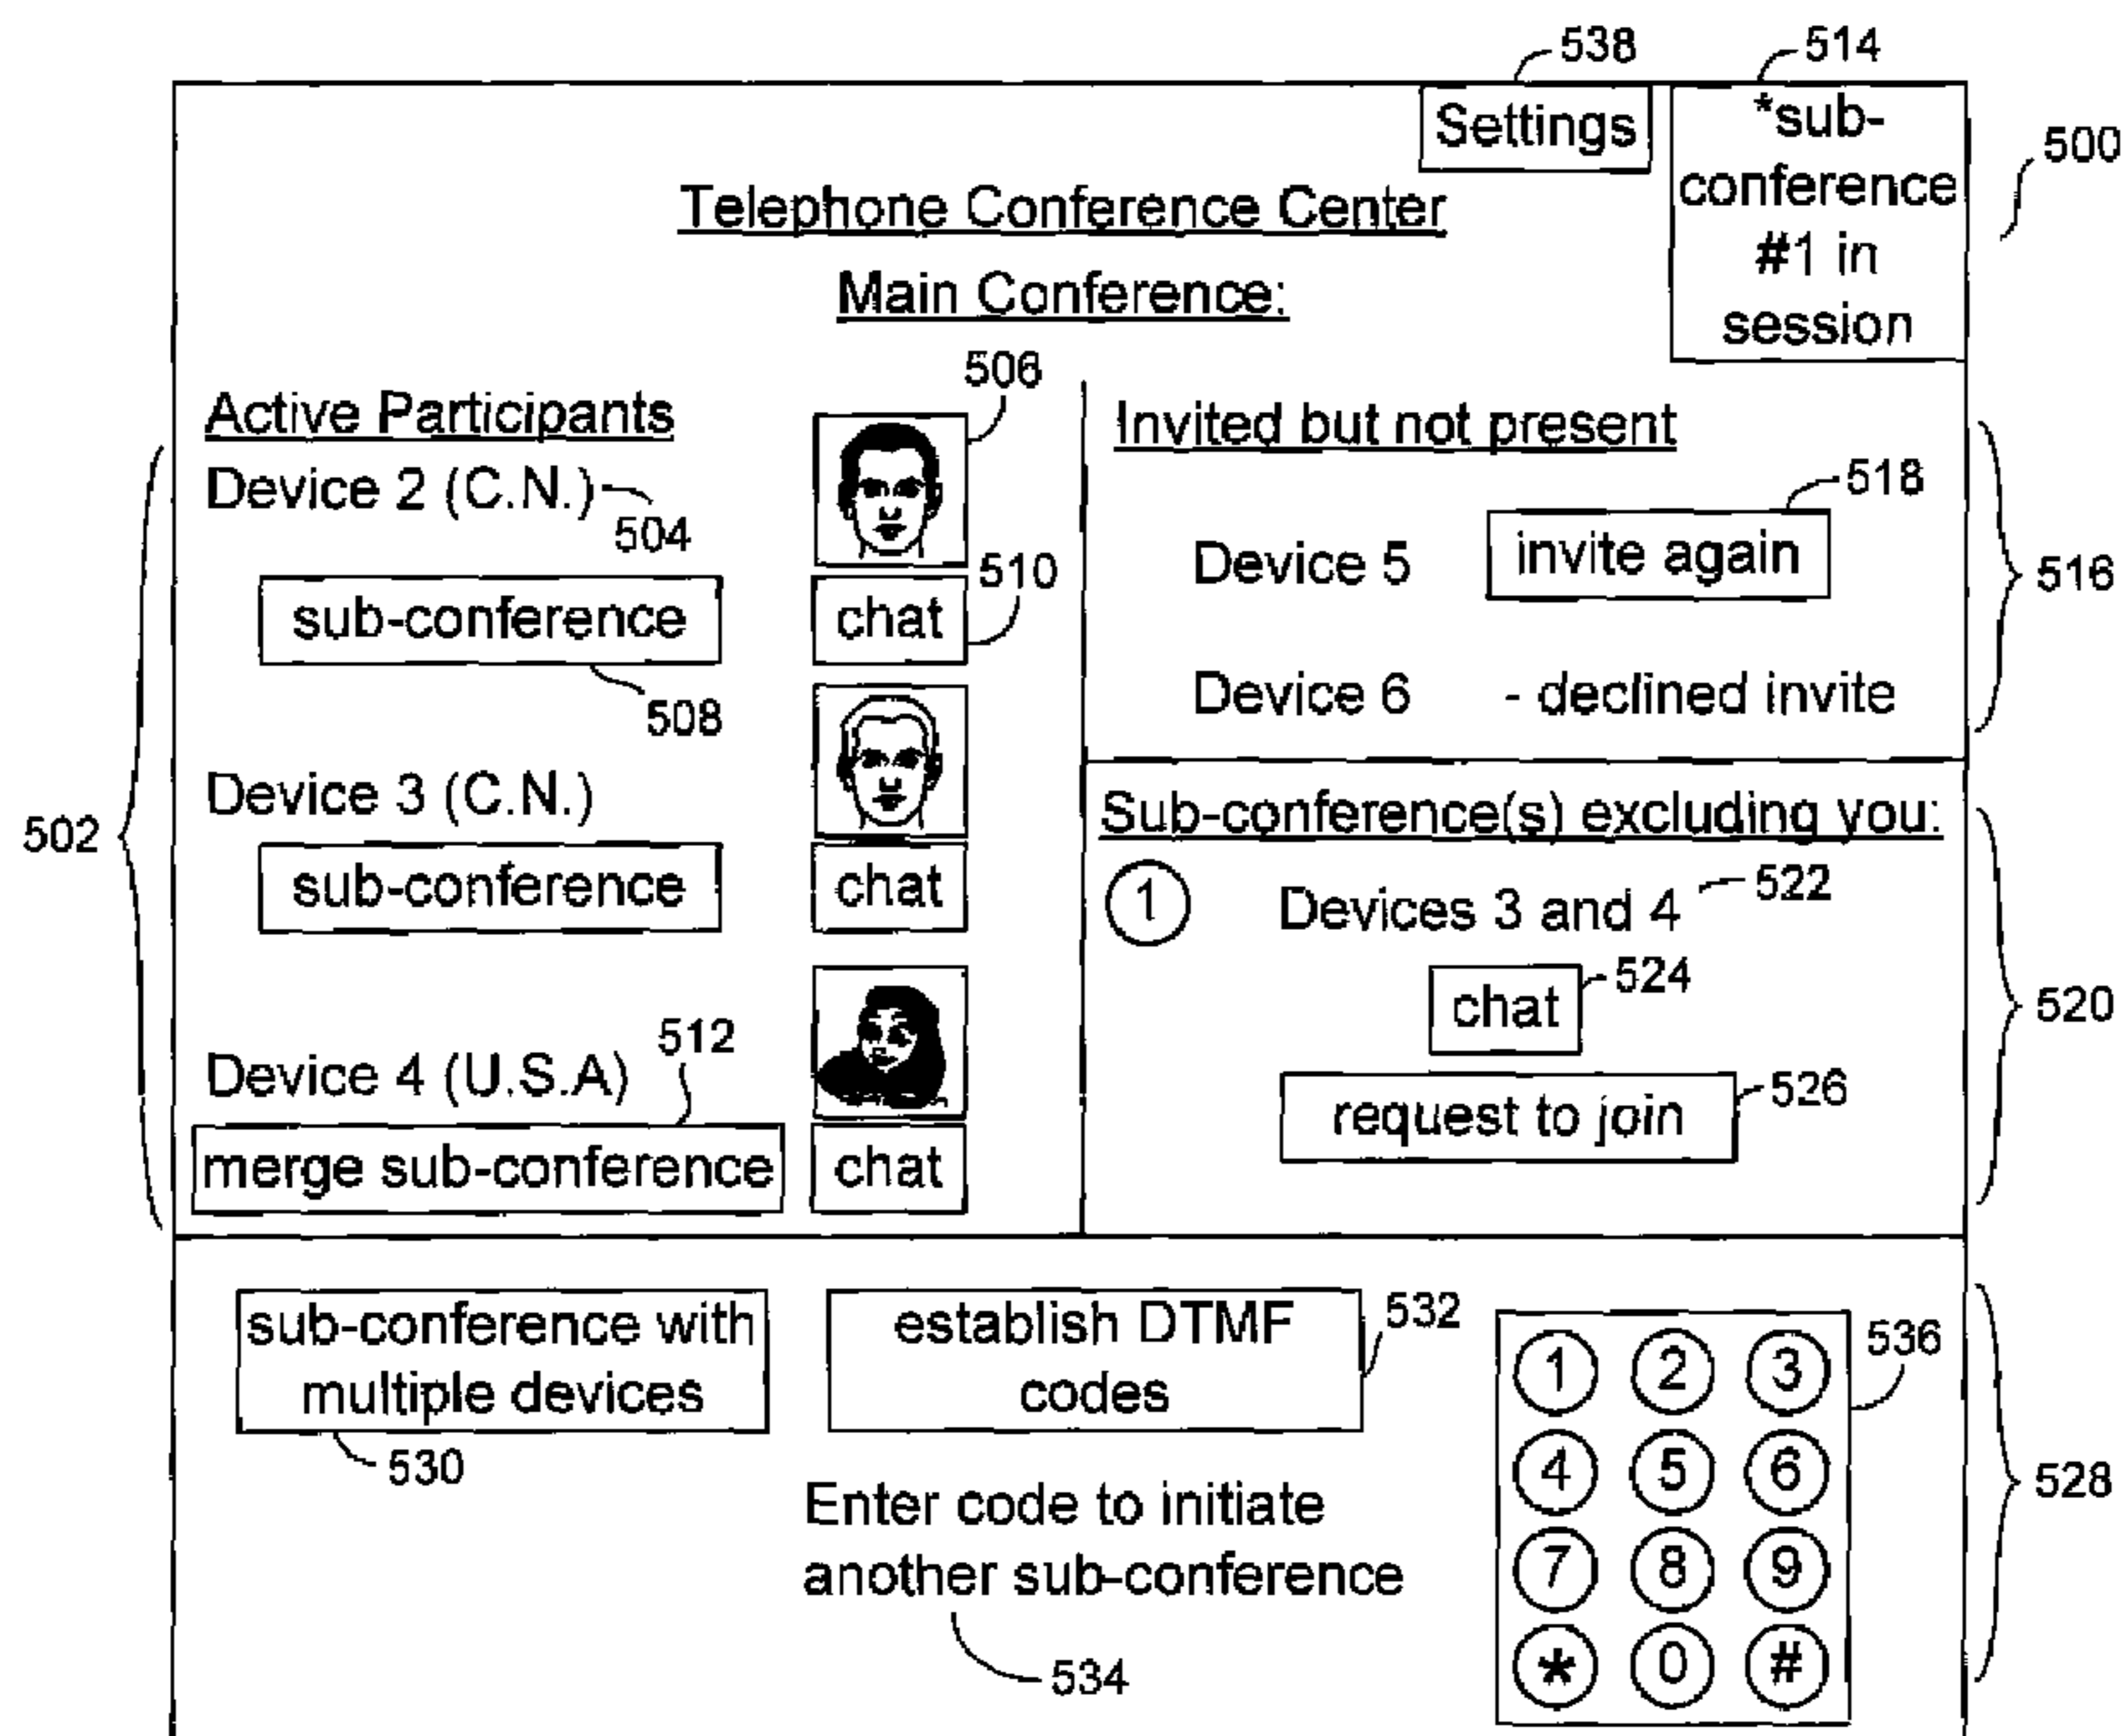 538
514
Settings
*sub-
conference
#1 in
session
500
Telephone Conference Center
Main Conference:
506
Active Participants
Device 2 (C.N.)
504
sub-conference
508
510
chat
502
Device 3 (C.N.)
sub-conference
chat
Device 4 (U.S.A)
512
merge sub-conference
chat
Invited but not present
518
Device 5
invite again
516
Device 6
- declined invite
Sub-conference(s) excluding you:
1
Devices 3 and 4
522
chat
524
520
request to join
526
sub-conference with
multiple devices
530
establish DTMF
codes
532
Enter code to initiate
another sub-conference
534
536
1 2 3
4 5 6
7 8 9
* 0 #
528